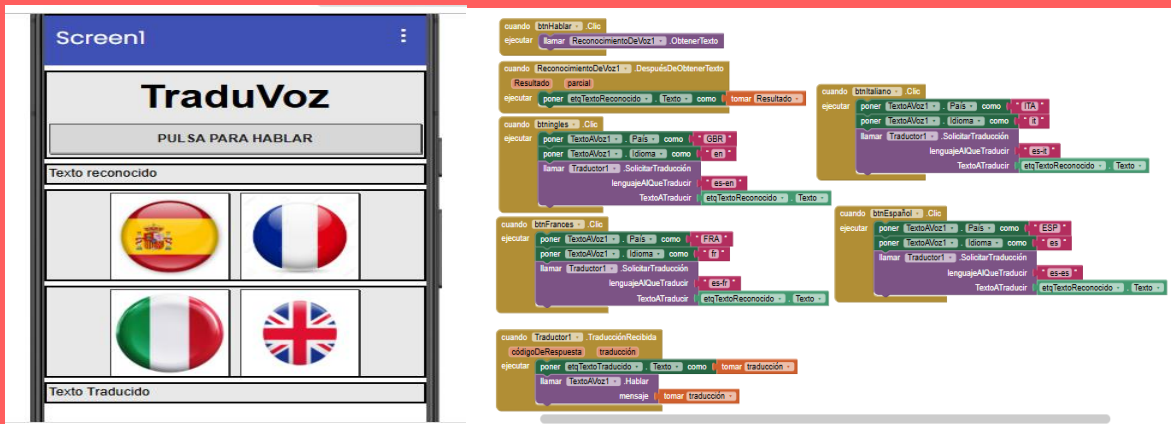 Screen1
TraduVoz
PULSA PARA HABLAR
Texto reconocido
Texto Traducido
cuando btnHablar .Clic
ejecutar llamar ReconocimientoDeVoz1 .ObtenerTexto
cuando ReconocimientoDeVoz1 .DespuésDeObtenerTexto
Resultado parcial
ejecutar poner etqTextoReconocido . Texto como tomar Resultado
cuando btningles .Clic
ejecutar poner TextoAVoz1 . País como " GBR "
poner TextoAVoz1 . Idioma como " en "
llamar Traductor1 .SolicitarTraducción
lenguajeAlQueTraducir " es-en "
TextoATraducir etqTextoReconocido . Texto
cuando btnFrances .Clic
ejecutar poner TextoAVoz1 . País como " FRA "
poner TextoAVoz1 . Idioma como " fr "
llamar Traductor1 .SolicitarTraducción
lenguajeAlQueTraducir " es-fr "
TextoATraducir etqTextoReconocido . Texto
cuando Traductor1 .TraducciónRecibida
códigoDeRespuesta traducción
ejecutar poner etqTextoTraducido . Texto como tomar traducción
llamar TextoAVoz1 .Hablar
mensaje tomar traducción
cuando btnItaliano .Clic
ejecutar poner TextoAVoz1 . País como " ITA "
poner TextoAVoz1 . Idioma como " it "
llamar Traductor1 .SolicitarTraducción
lenguajeAlQueTraducir " es-it "
TextoATraducir etqTextoReconocido . Texto
cuando btnEspañol .Clic
ejecutar poner TextoAVoz1 . País como " ESP "
poner TextoAVoz1 . Idioma como " es "
llamar Traductor1 .SolicitarTraducción
lenguajeAlQueTraducir " es-es "
TextoATraducir etqTextoReconocido . Texto